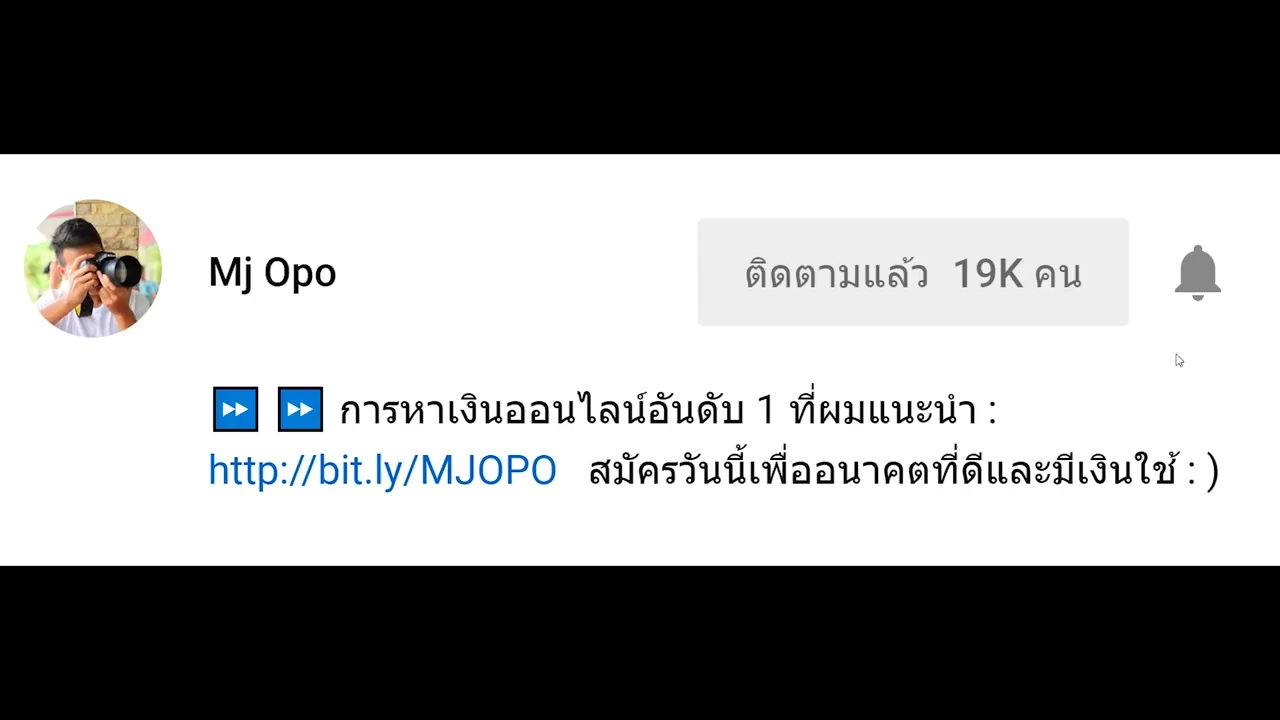 Mj Opo
ติดตามแล้ว 19K คน
⏩ ⏩ การหาเงินออนไลน์อันดับ 1 ที่ผมแนะนำ :
http://bit.ly/MJOPO สมัครวันนี้เพื่ออนาคตที่ดีและมีเงินใช้ : )